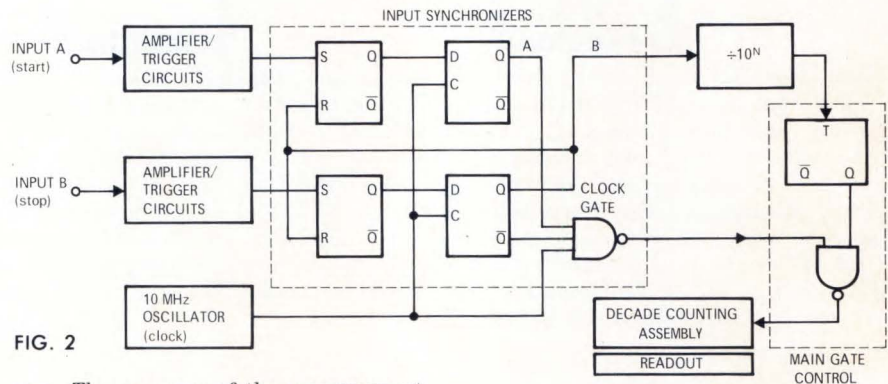 INPUT SYNCHRONIZERS
INPUT A
(start)
AMPLIFIER/
TRIGGER
CIRCUITS
S Q
R Q̅
D Q
C Q̅
A
B
÷10ᴺ
T
Q̅ Q
INPUT B
(stop)
AMPLIFIER/
TRIGGER
CIRCUITS
S Q
R Q̅
D Q
C
Q̅
CLOCK
GATE
10 MHz
OSCILLATOR
(clock)
DECADE COUNTING
ASSEMBLY
READOUT
MAIN GATE
CONTROL
FIG. 2